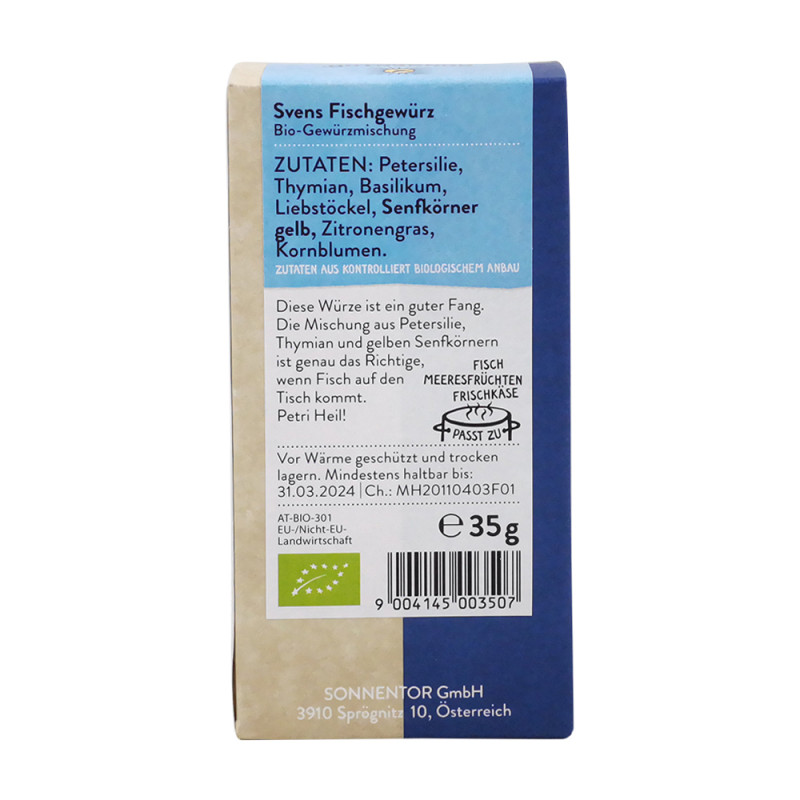 Svens Fischgewürz
Bio-Gewürzmischung
ZUTATEN: Petersilie,
Thymian, Basilikum,
Liebstöckel, Senfkörner
gelb, Zitronengras,
Kornblumen.
ZUTATEN AUS KONTROLLIERT BIOLOGISCHEM ANBAU
Diese Würze ist ein guter Fang.
Die Mischung aus Petersilie,
Thymian und gelben Senfkörnern
ist genau das Richtige,
wenn Fisch auf den
Tisch kommt.
Petri Heil!
FISCH
MEERESFRÜCHTEN
FRISCHKÄSE
PASST ZU
Vor Wärme geschützt und trocken
lagern. Mindestens haltbar bis:
31.03.2024 | Ch.: MH20110403F01
AT-BIO-301
EU-/Nicht-EU-
Landwirtschaft
℮ 35g
9 004145 003507
SONNENTOR GmbH
3910 Sprögnitz 10, Österreich